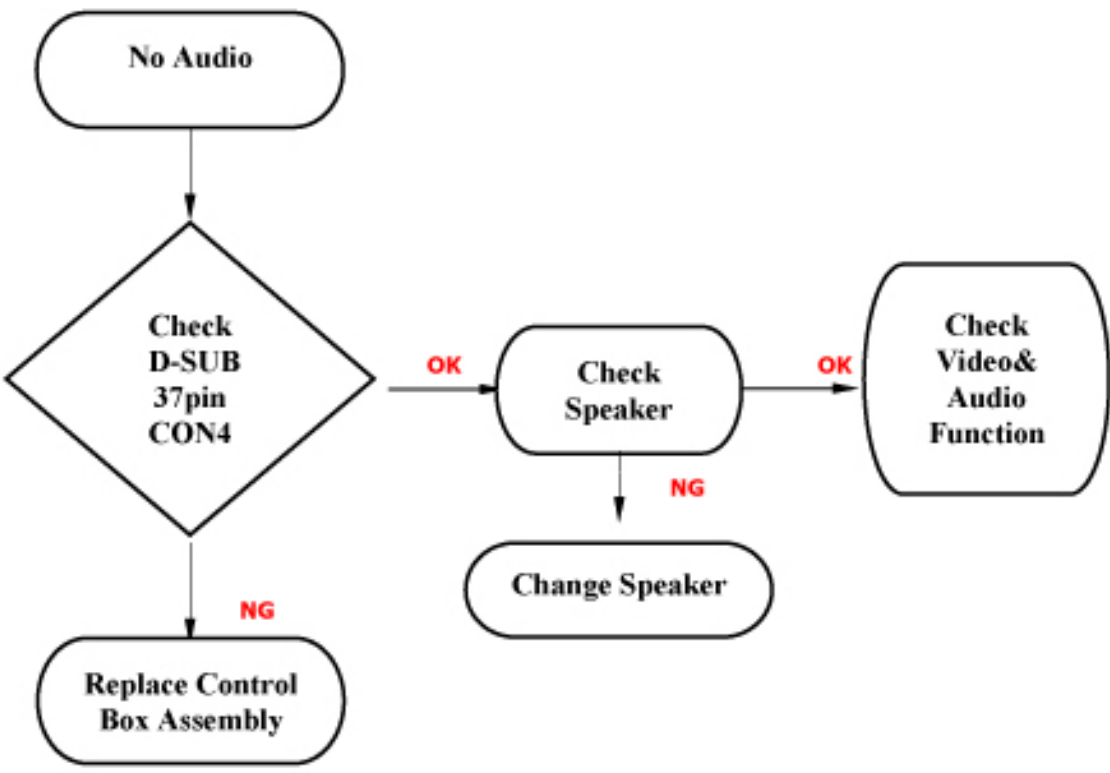 No Audio
Check
D-SUB
37pin
CON4
OK
Check
Speaker
OK
Check
Video&
Audio
Function
NG
Change Speaker
NG
Replace Control
Box Assembly